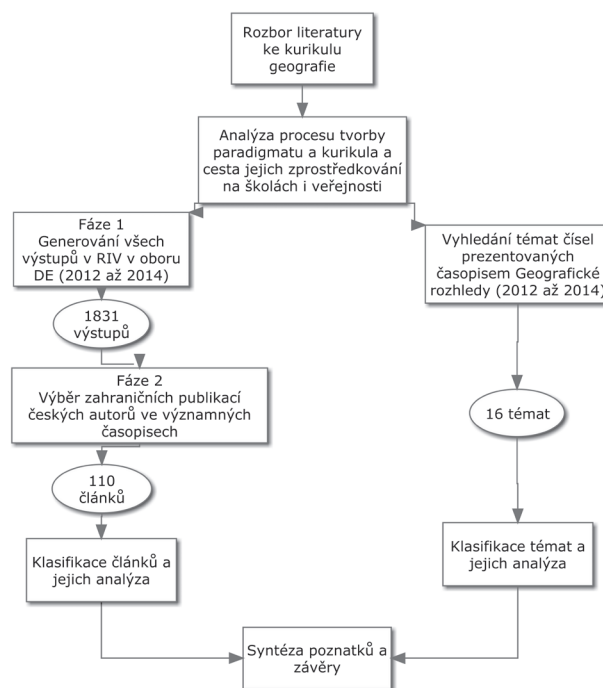 Rozbor literatury
ke kurikulu
geografie
Analýza procesu tvorby
paradigmatu a kurikula a
cesta jejich zprostředkování
na školách i veřejnosti
Fáze 1
Generování všech
výstupů v RIV v oboru
DE (2012 až 2014)
1831
výstupů
Fáze 2
Výběr zahraničních publikací
českých autorů ve významných
časopisech
110
článků
Klasifikace článků a
jejich analýza
Vyhledání témat čísel
prezentovaných
časopisem Geografické
rozhledy (2012 až 2014)
16 témat
Klasifikace témat a
jejich analýza
Syntéza poznatků a
závěry